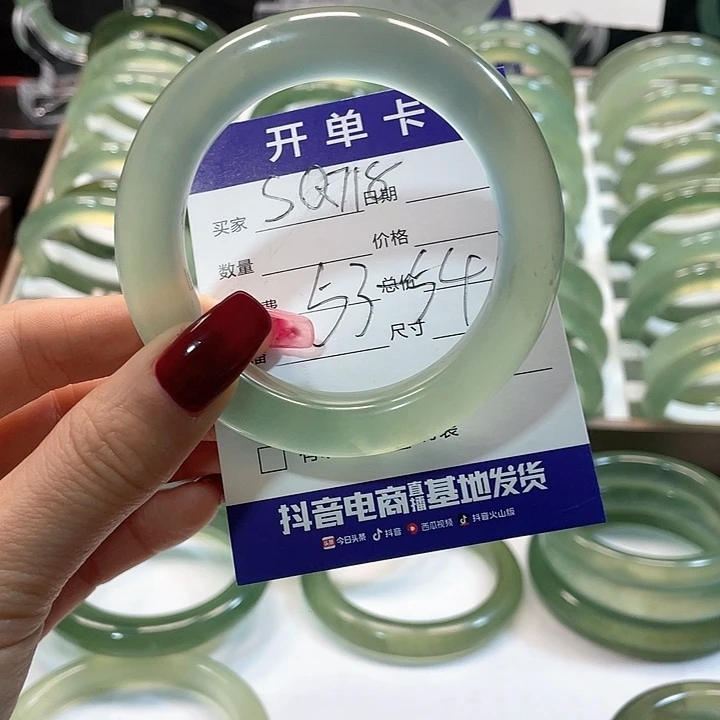 开单卡
买家 SQ718 日期
数量 价格
费 53-54 总价
尺寸
抖音电商直播基地发货
今日头条 抖音 西瓜视频 抖音火山版